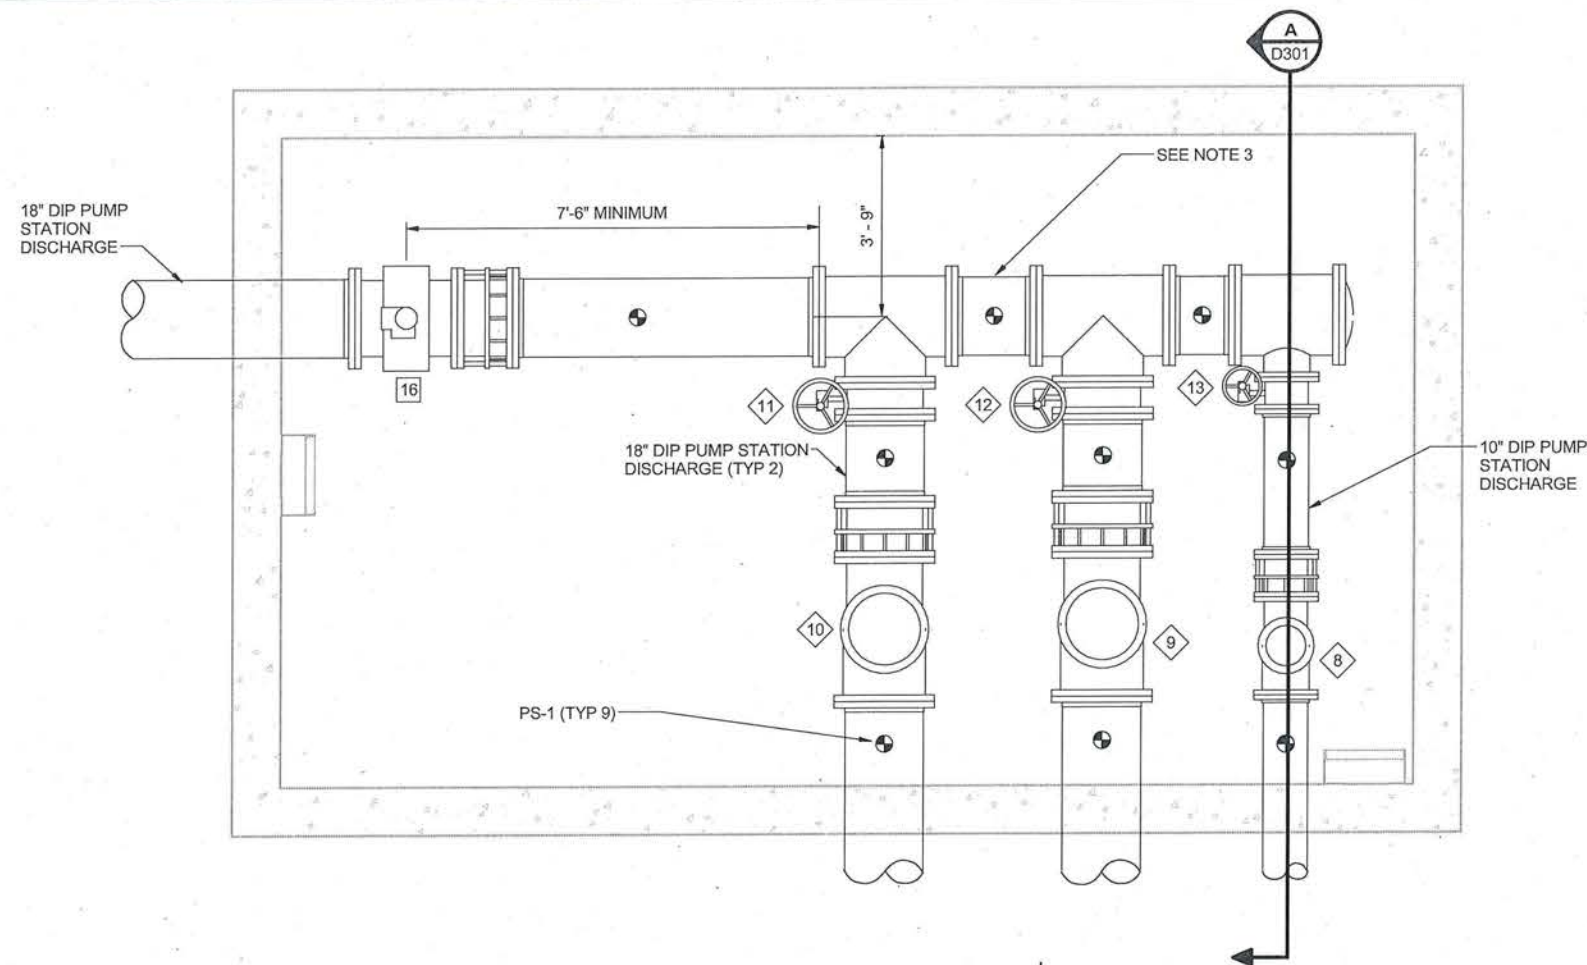 A
D301
SEE NOTE 3
18" DIP PUMP
STATION
DISCHARGE
7'-6" MINIMUM
3' - 9"
16
11
12
13
18" DIP PUMP STATION
DISCHARGE (TYP 2)
10" DIP PUMP
STATION
DISCHARGE
10
9
8
PS-1 (TYP 9)